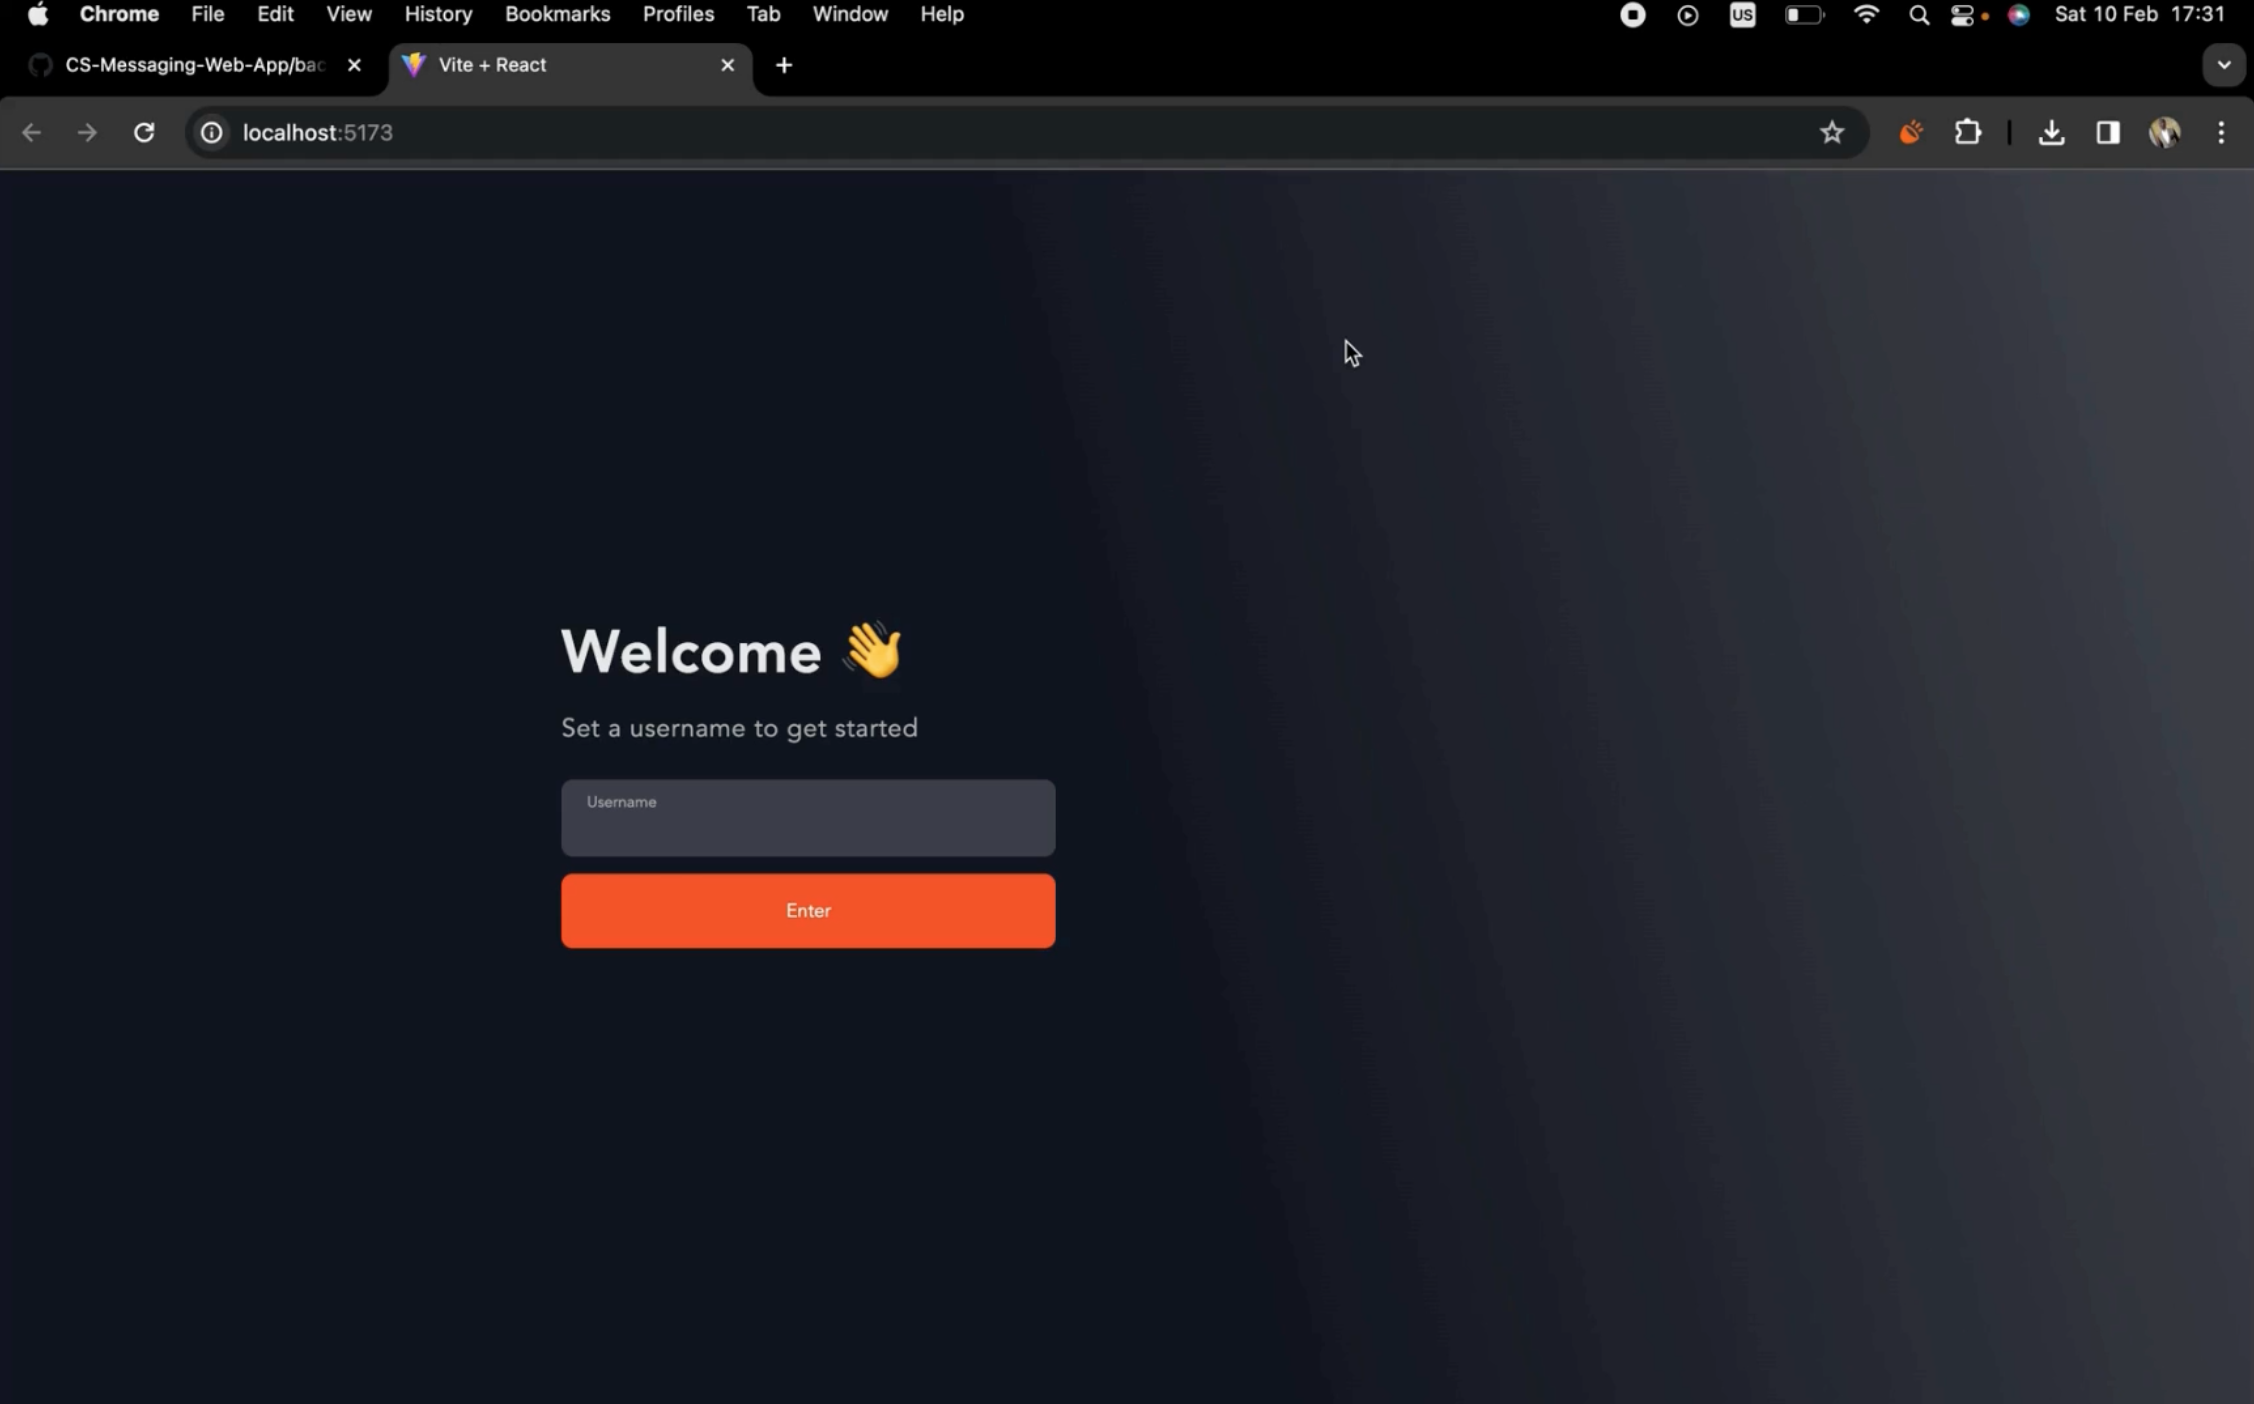 Chrome File Edit View History Bookmarks Profiles Tab Window Help US Sat 10 Feb 17:31
CS-Messaging-Web-App/bac Vite + React
localhost:5173
Welcome 👋
Set a username to get started
Username
Enter